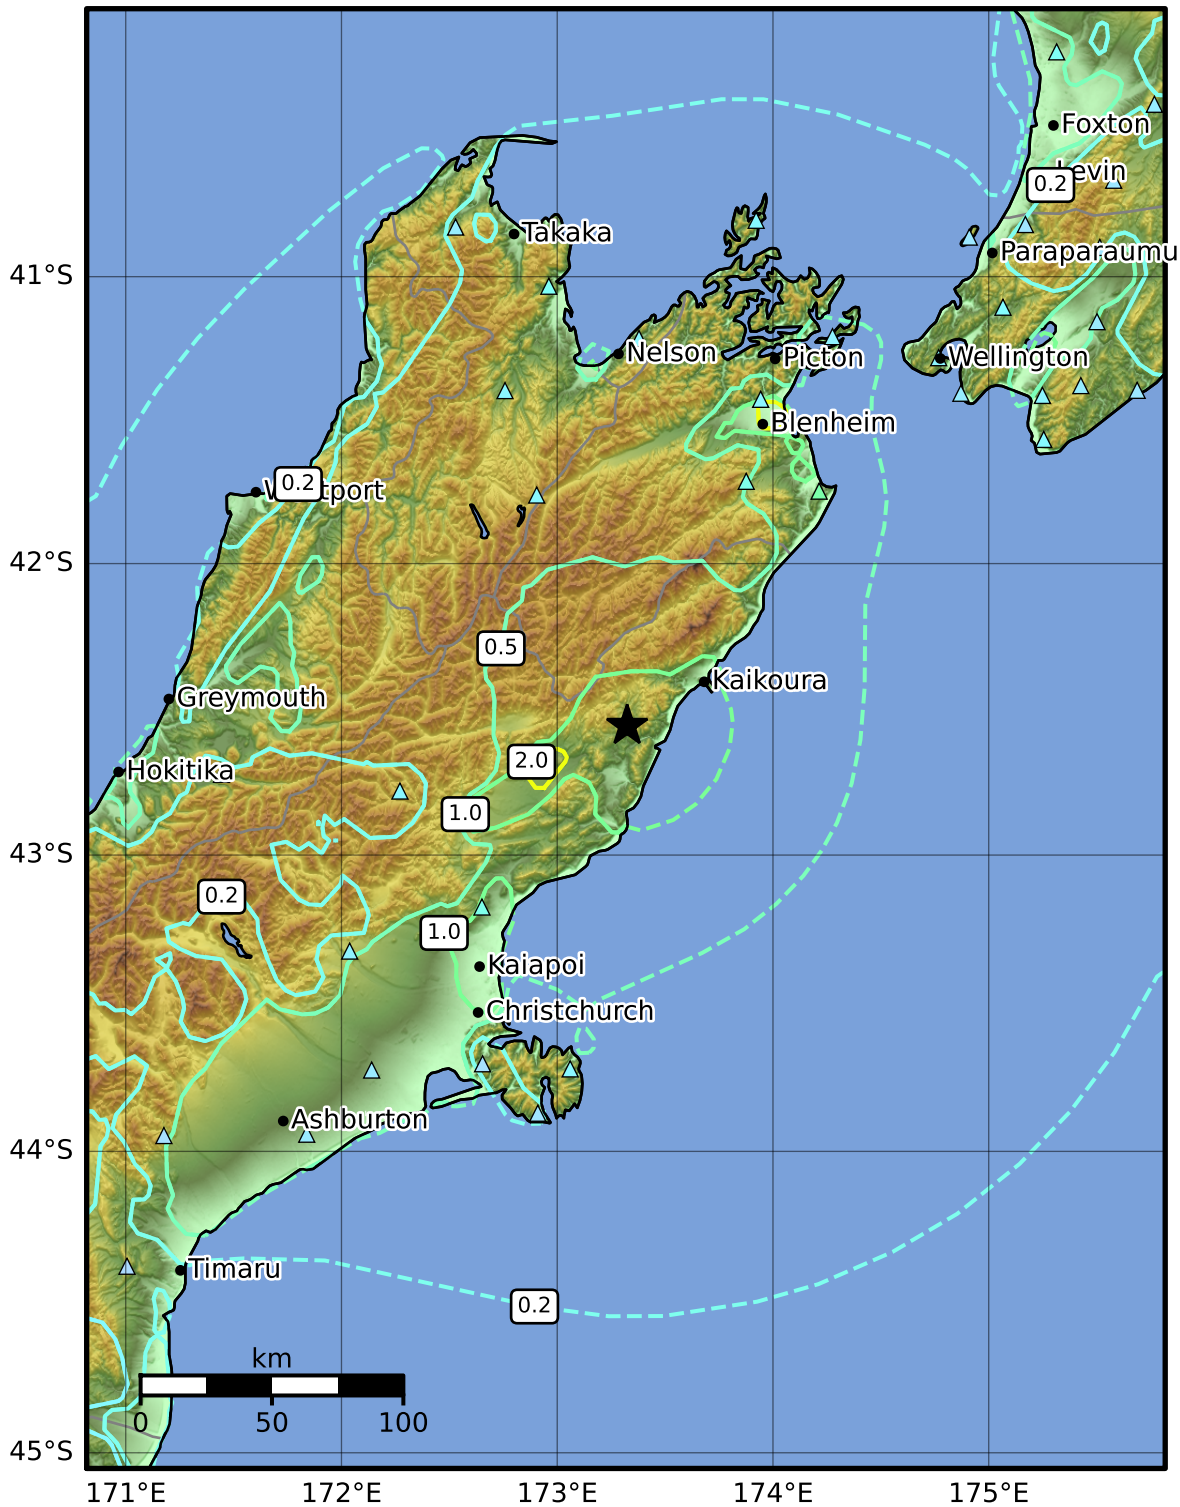 Foxton
0.2
Takaka
Paraparaumu
41°S
Nelson
Picton
Wellington
Blenheim
0.2
42°S
0.5
Kaikoura
Greymouth
2.0
Hokitika
1.0
43°S
0.2
1.0
Kaiapoi
Christchurch
Ashburton
44°S
Timaru
0.2
km
0
50
100
45°S
171°E
172°E
173°E
174°E
175°E